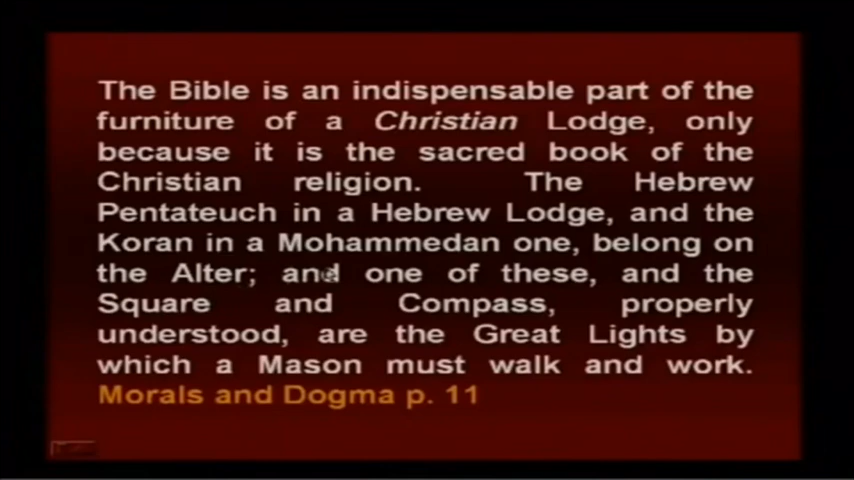 The Bible is an indispensable part of the
furniture of a Christian Lodge, only
because it is the sacred book of the
Christian religion. The Hebrew
Pentateuch in a Hebrew Lodge, and the
Koran in a Mohammedan one, belong on
the Alter; and one of these, and the
Square and Compass, properly
understood, are the Great Lights by
which a Mason must walk and work.
Morals and Dogma p. 11